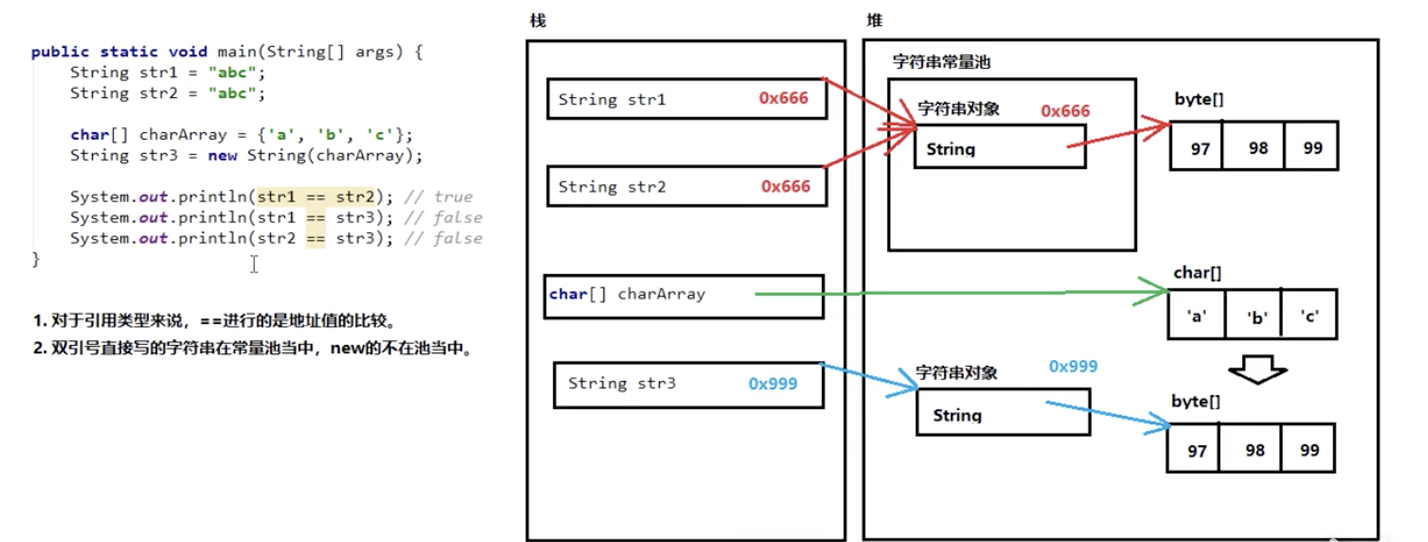 public static void main(String[] args) {
String str1 = "abc";
String str2 = "abc";
char[] charArray = {'a', 'b', 'c'};
String str3 = new String(charArray);
System.out.println(str1 == str2); // true
System.out.println(str1 == str3); // false
System.out.println(str2 == str3); // false
}
1. 对于引用类型来说，==进行的是地址值的比较。
2. 双引号直接写的字符串在常量池当中，new的不在池当中。
栈
String str1 0x666
String str2 0x666
char[] charArray
String str3 0x999
堆
字符串常量池
字符串对象 0x666
String
byte[]
97 98 99
char[]
'a' 'b' 'c'
字符串对象 0x999
String
byte[]
97 98 99